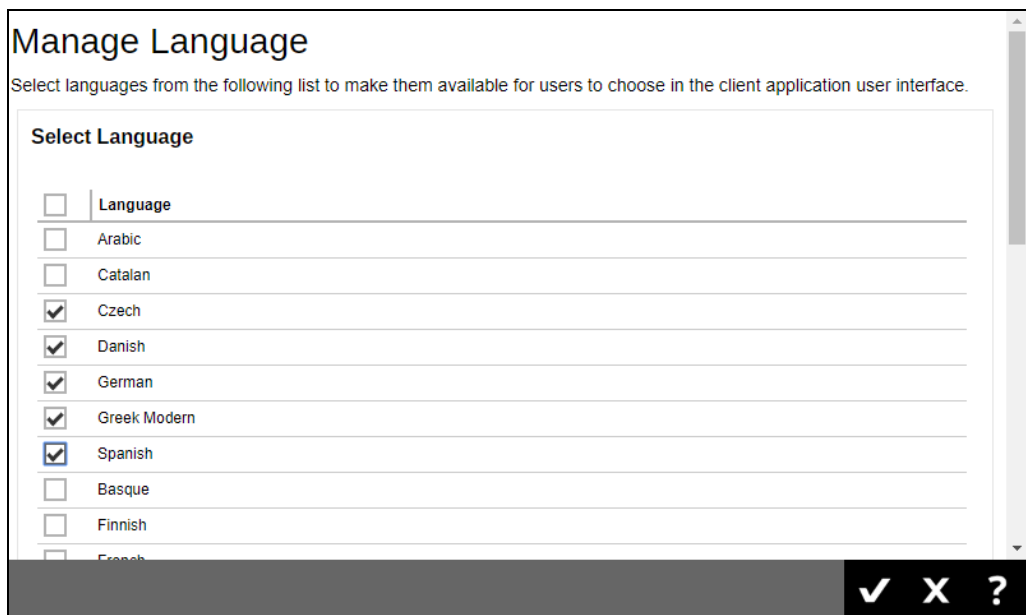 Manage Language
Select languages from the following list to make them available for users to choose in the client application user interface.
Select Language
Language
Arabic
Catalan
Czech
Danish
German
Greek Modern
Spanish
Basque
Finnish
French
?